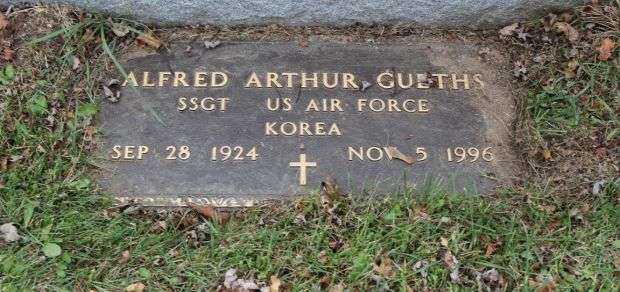 ALFRED ARTHUR GUETHS
SSGT US AIR FORCE
KOREA
SEP 28 1924 NOV 5 1996